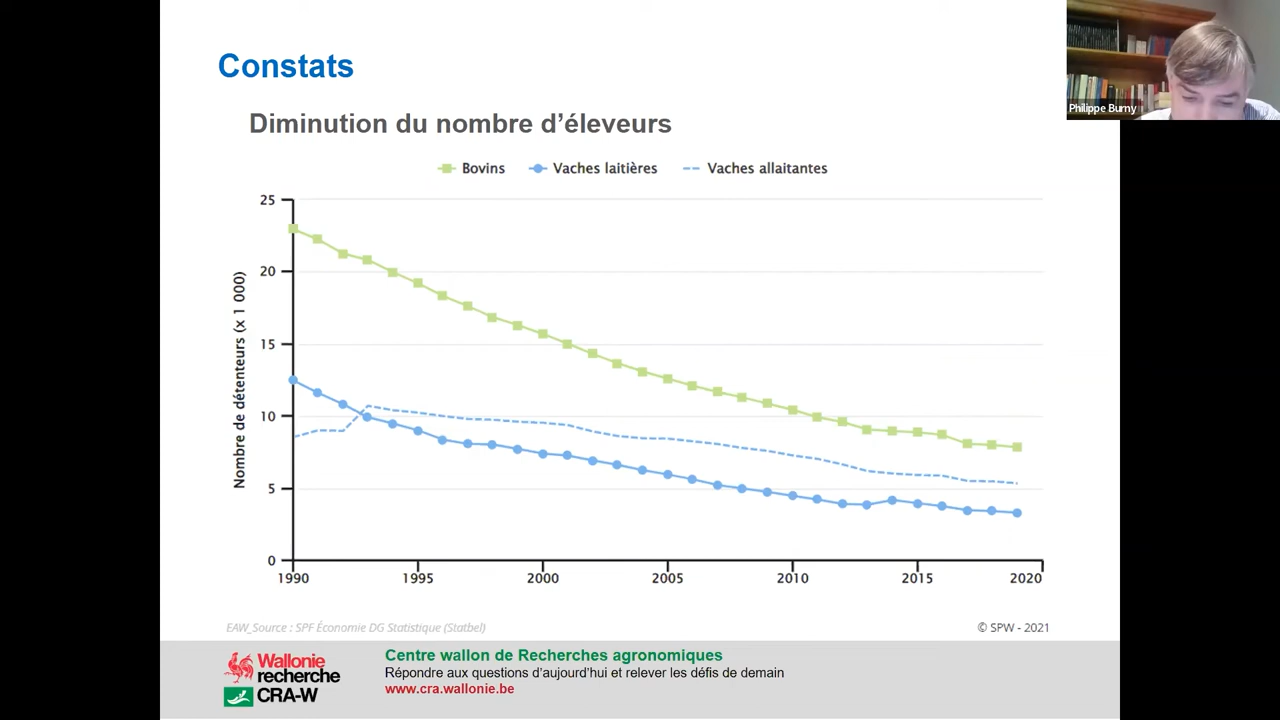 Constats
Philippe Burny
Diminution du nombre d’éleveurs
Bovins Vaches laitières Vaches allaitantes
Nombre de détenteurs (x 1 000)
25
20
15
10
5
0
1990 1995 2000 2005 2010 2015 2020
EAW_Source : SPF Économie DG Statistique (Statbel)
© SPW - 2021
Wallonie
recherche
CRA-W
Centre wallon de Recherches agronomiques
Répondre aux questions d’aujourd’hui et relever les défis de demain
www.cra.wallonie.be